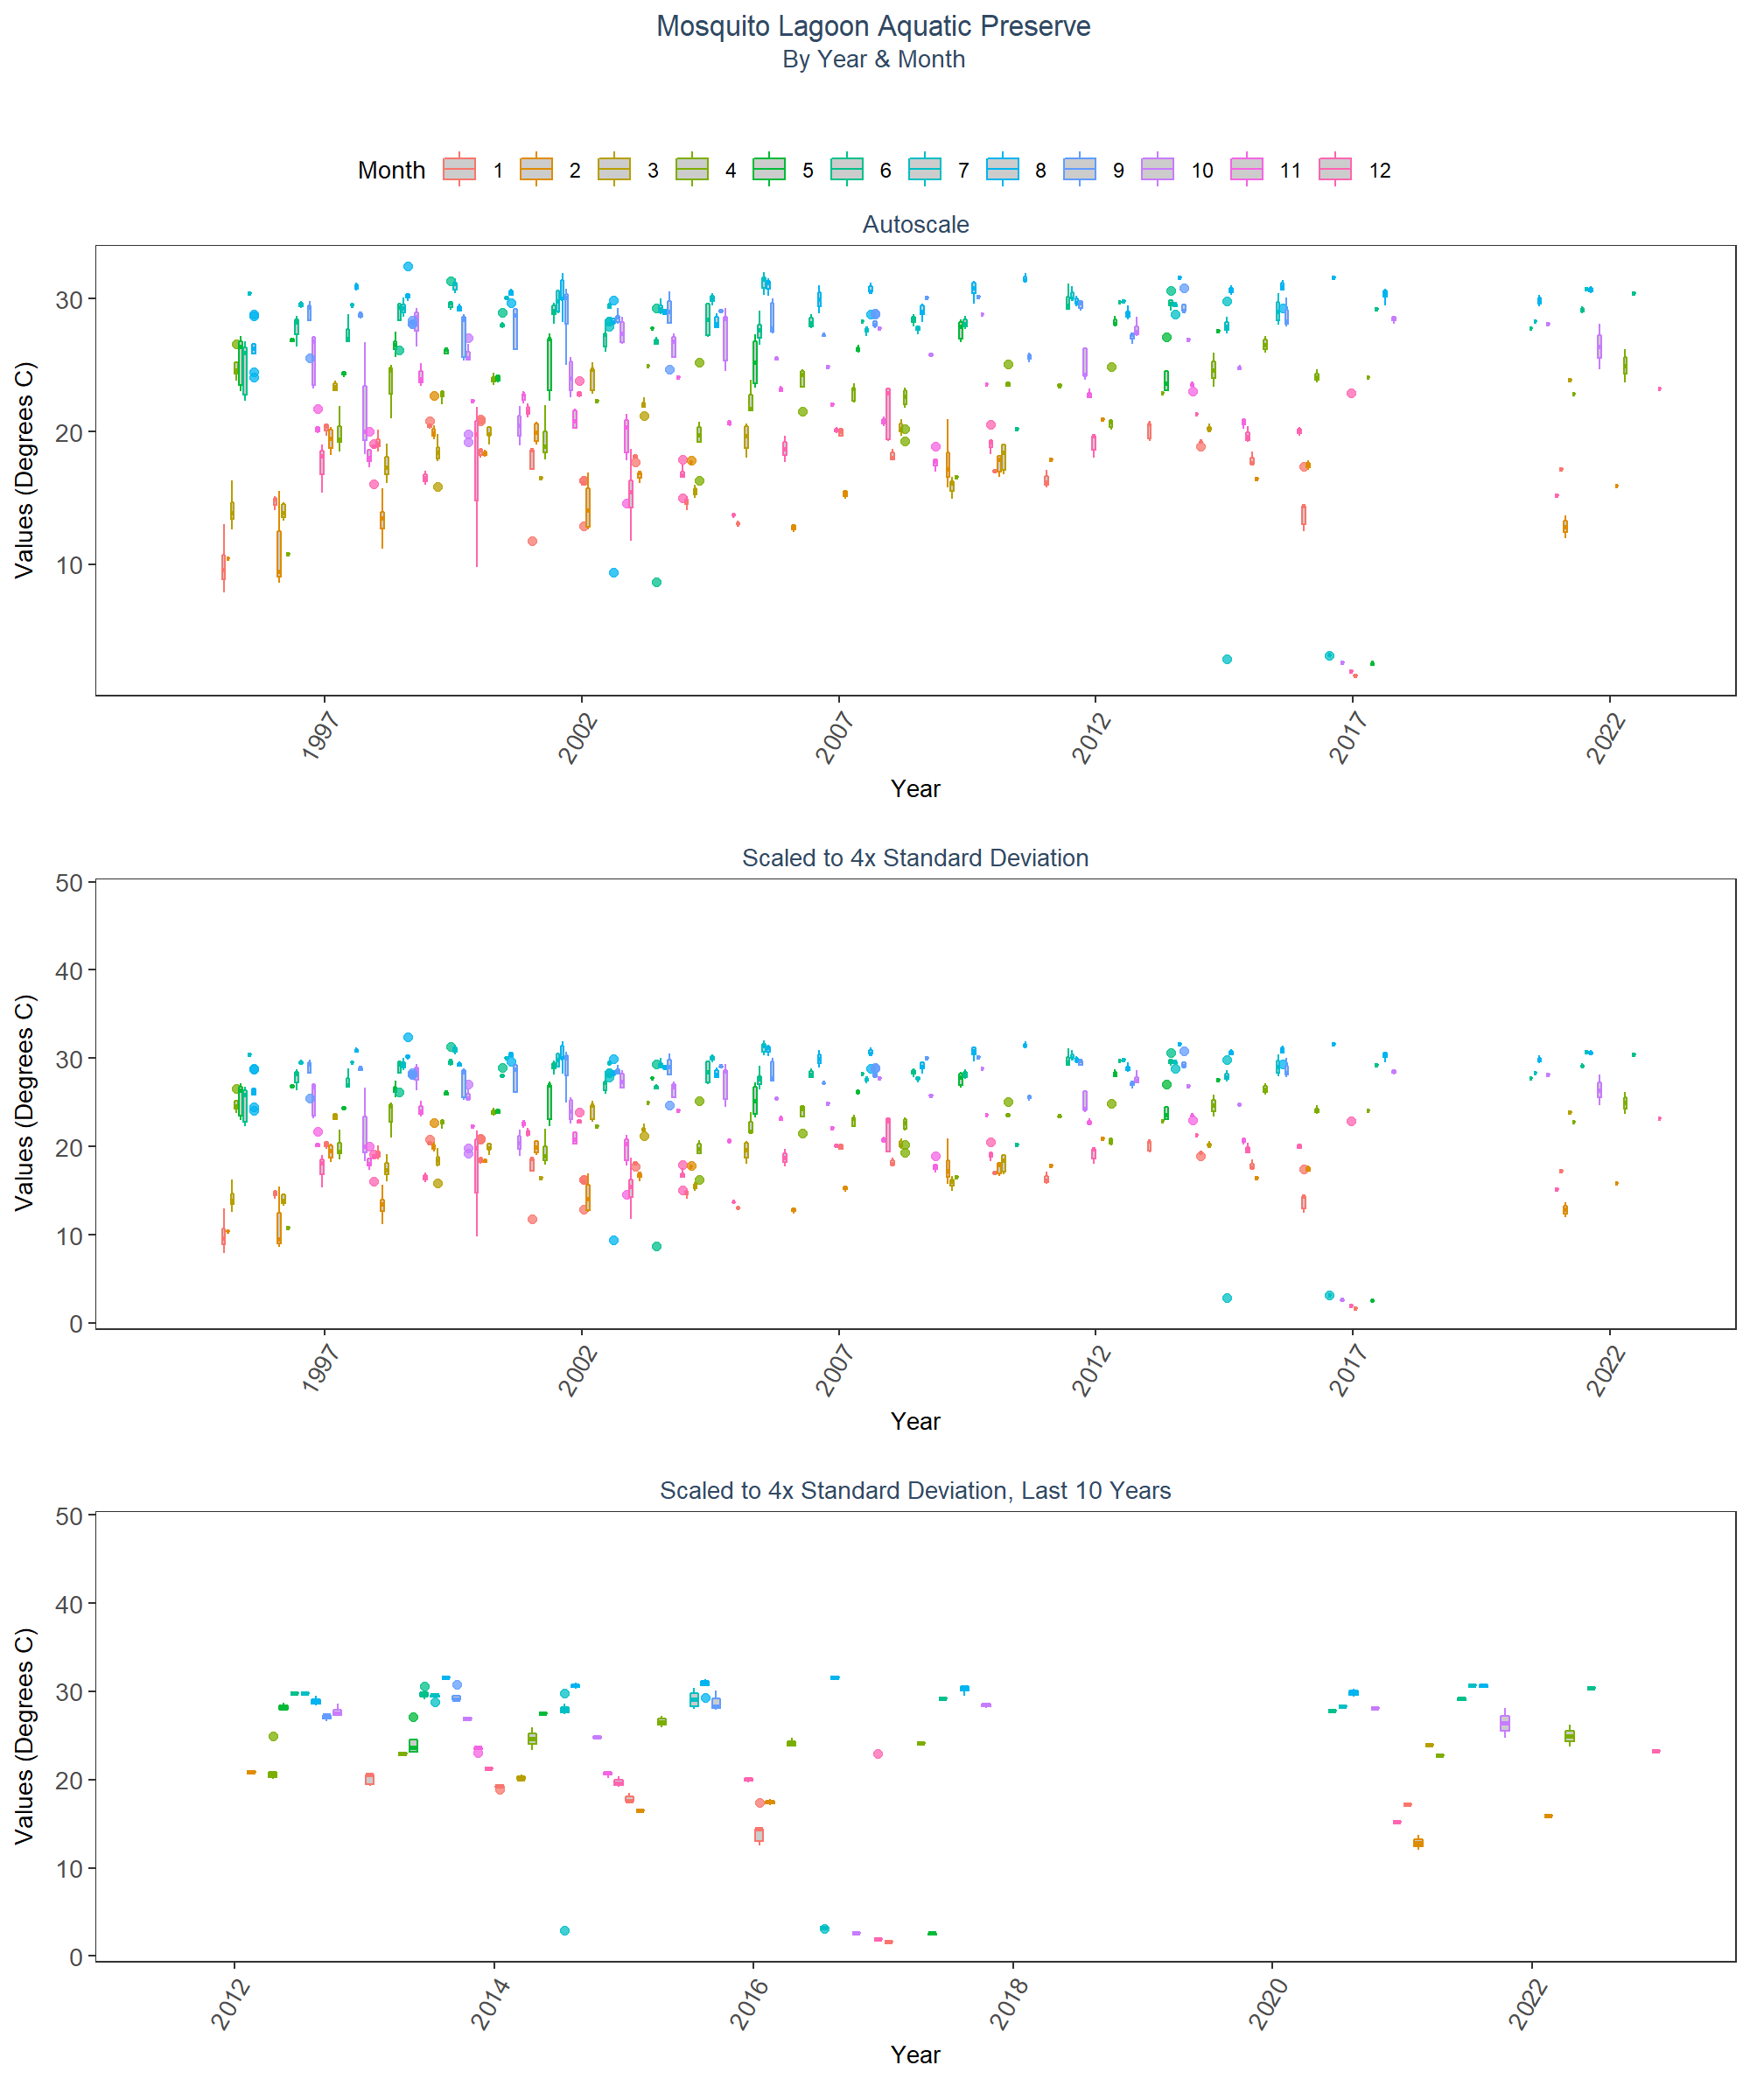 Mosquito Lagoon Aquatic Preserve
By Year & Month
Month 1 2 3 4 5 6 7 8 9 10 11 12
Autoscale
Values (Degrees C)
30
20
10
1997 2002 2007 2012 2017 2022
Year
Scaled to 4x Standard Deviation
Values (Degrees C)
50
40
30
20
10
0
1997 2002 2007 2012 2017 2022
Year
Scaled to 4x Standard Deviation, Last 10 Years
Values (Degrees C)
50
40
30
20
10
0
2012 2014 2016 2018 2020 2022
Year